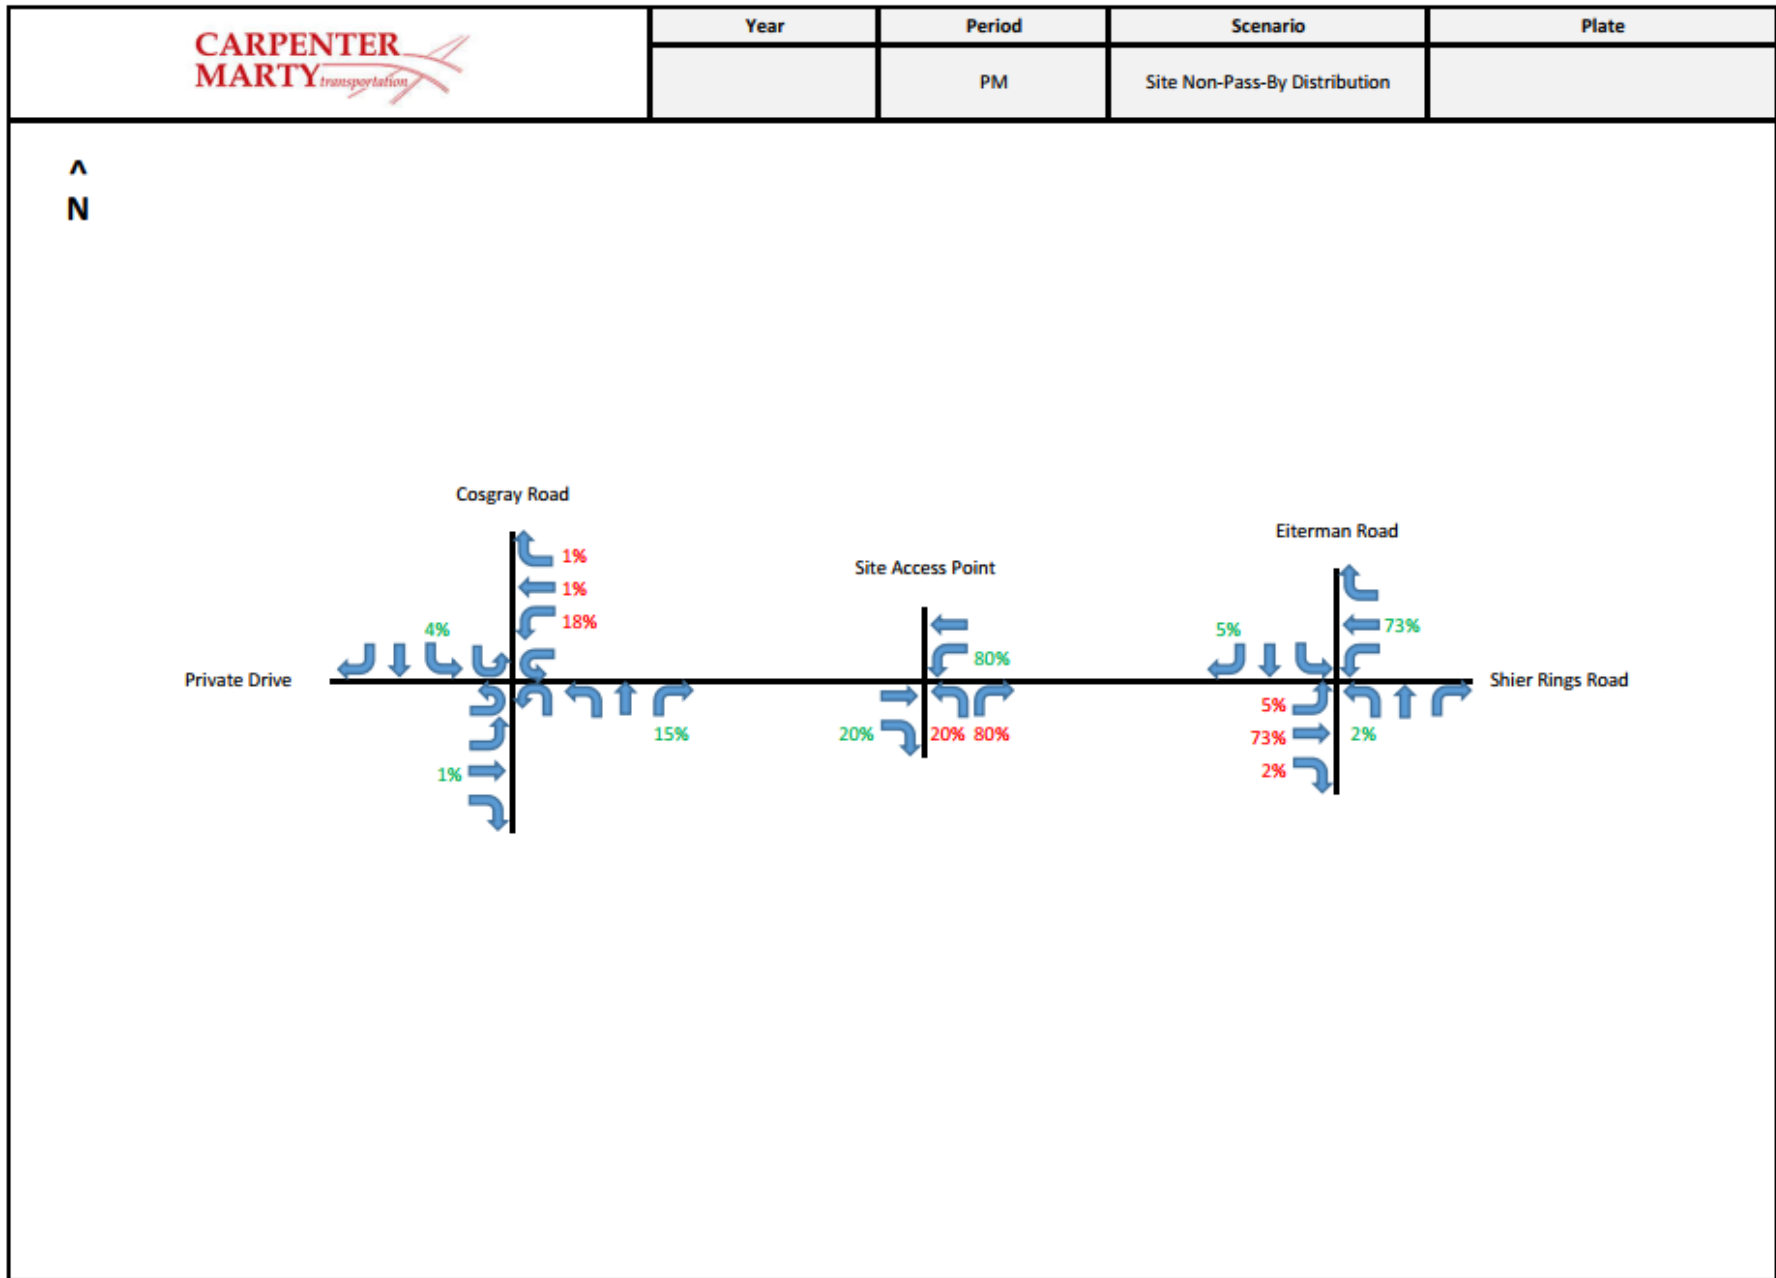 CARPENTER
MARTY transportation
Year Period Scenario Plate
PM Site Non-Pass-By Distribution
^
N
Cosgray Road
1%
1%
18%
4%
Private Drive
1%
15%
Site Access Point
80%
20% 20% 80%
Eiterman Road
73%
5%
Shier Rings Road
5%
73% 2%
2%